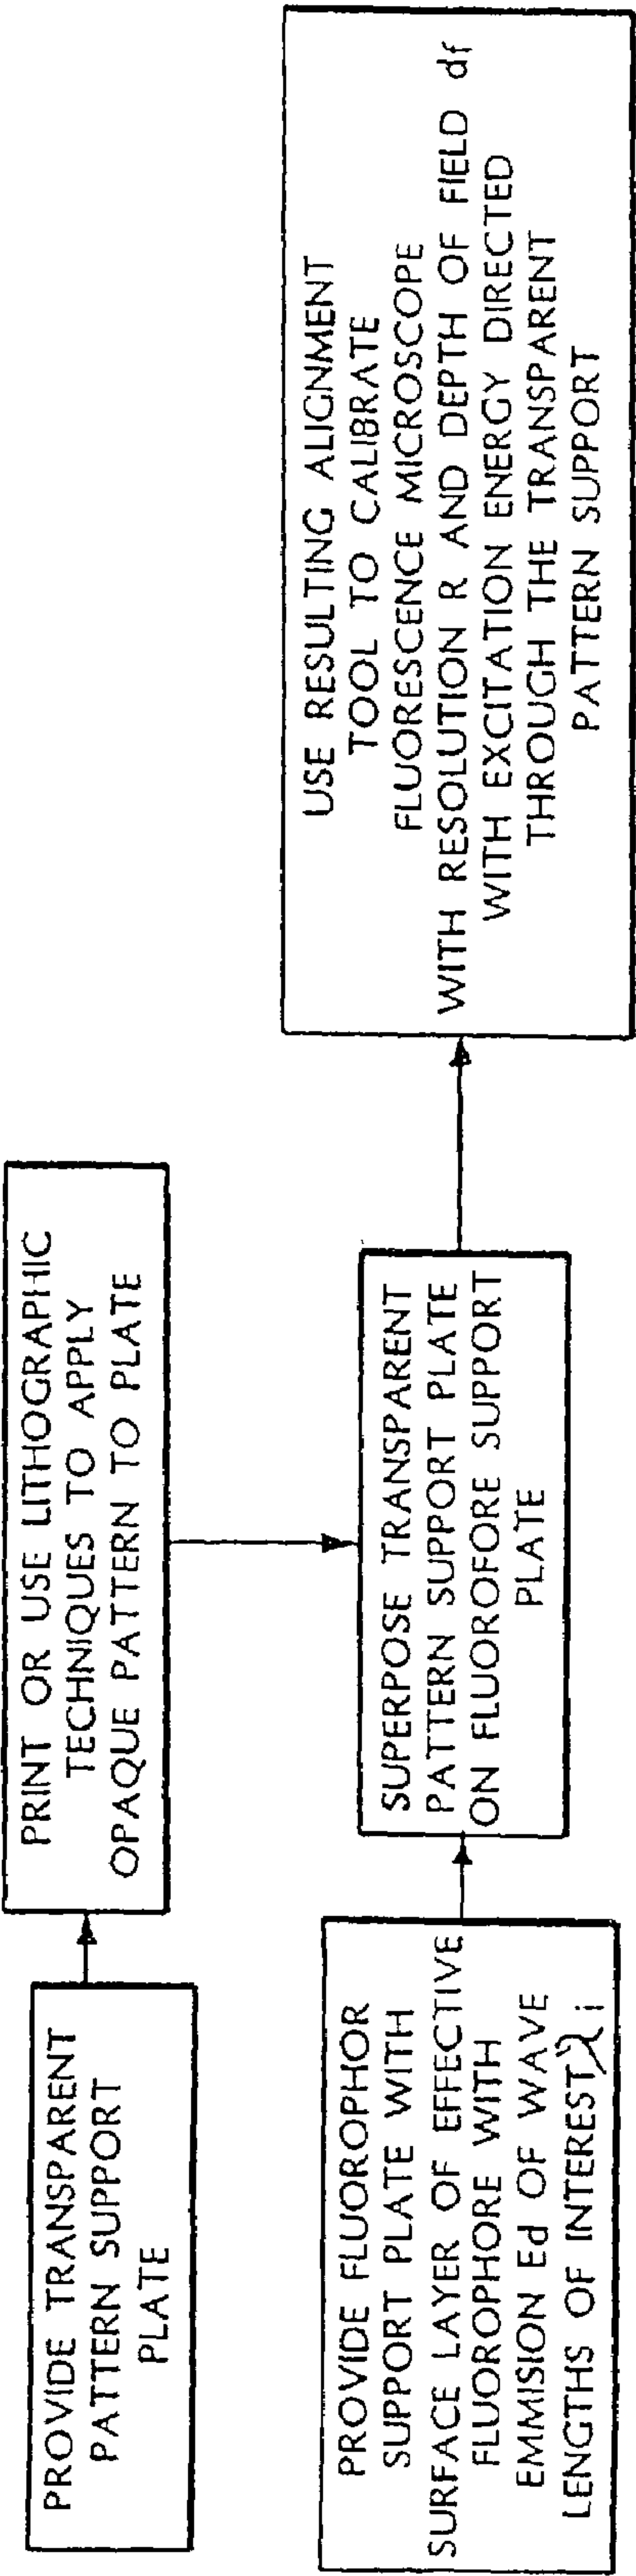 PROVIDE TRANSPARENT
PATTERN SUPPORT
PLATE
PRINT OR USE LITHOGRAPHIC
TECHNIQUES TO APPLY
OPAQUE PATTERN TO PLATE
PROVIDE FLUOROPHOR
SUPPORT PLATE WITH
SURFACE LAYER OF EFFECTIVE
FLUOROPHORE WITH
EMMISION Ed OF WAVE
LENGTHS OF INTEREST λi
SUPERPOSE TRANSPARENT
PATTERN SUPPORT PLATE
ON FLUOROFORE SUPPORT
PLATE
USE RESULTING ALIGNMENT
TOOL TO CALIBRATE
FLUORESCENCE MICROSCOPE
WITH RESOLUTION R AND DEPTH OF FIELD df
WITH EXCITATION ENERGY DIRECTED
THROUGH THE TRANSPARENT
PATTERN SUPPORT